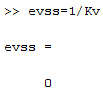 >> evss=1/Kv
evss =
0